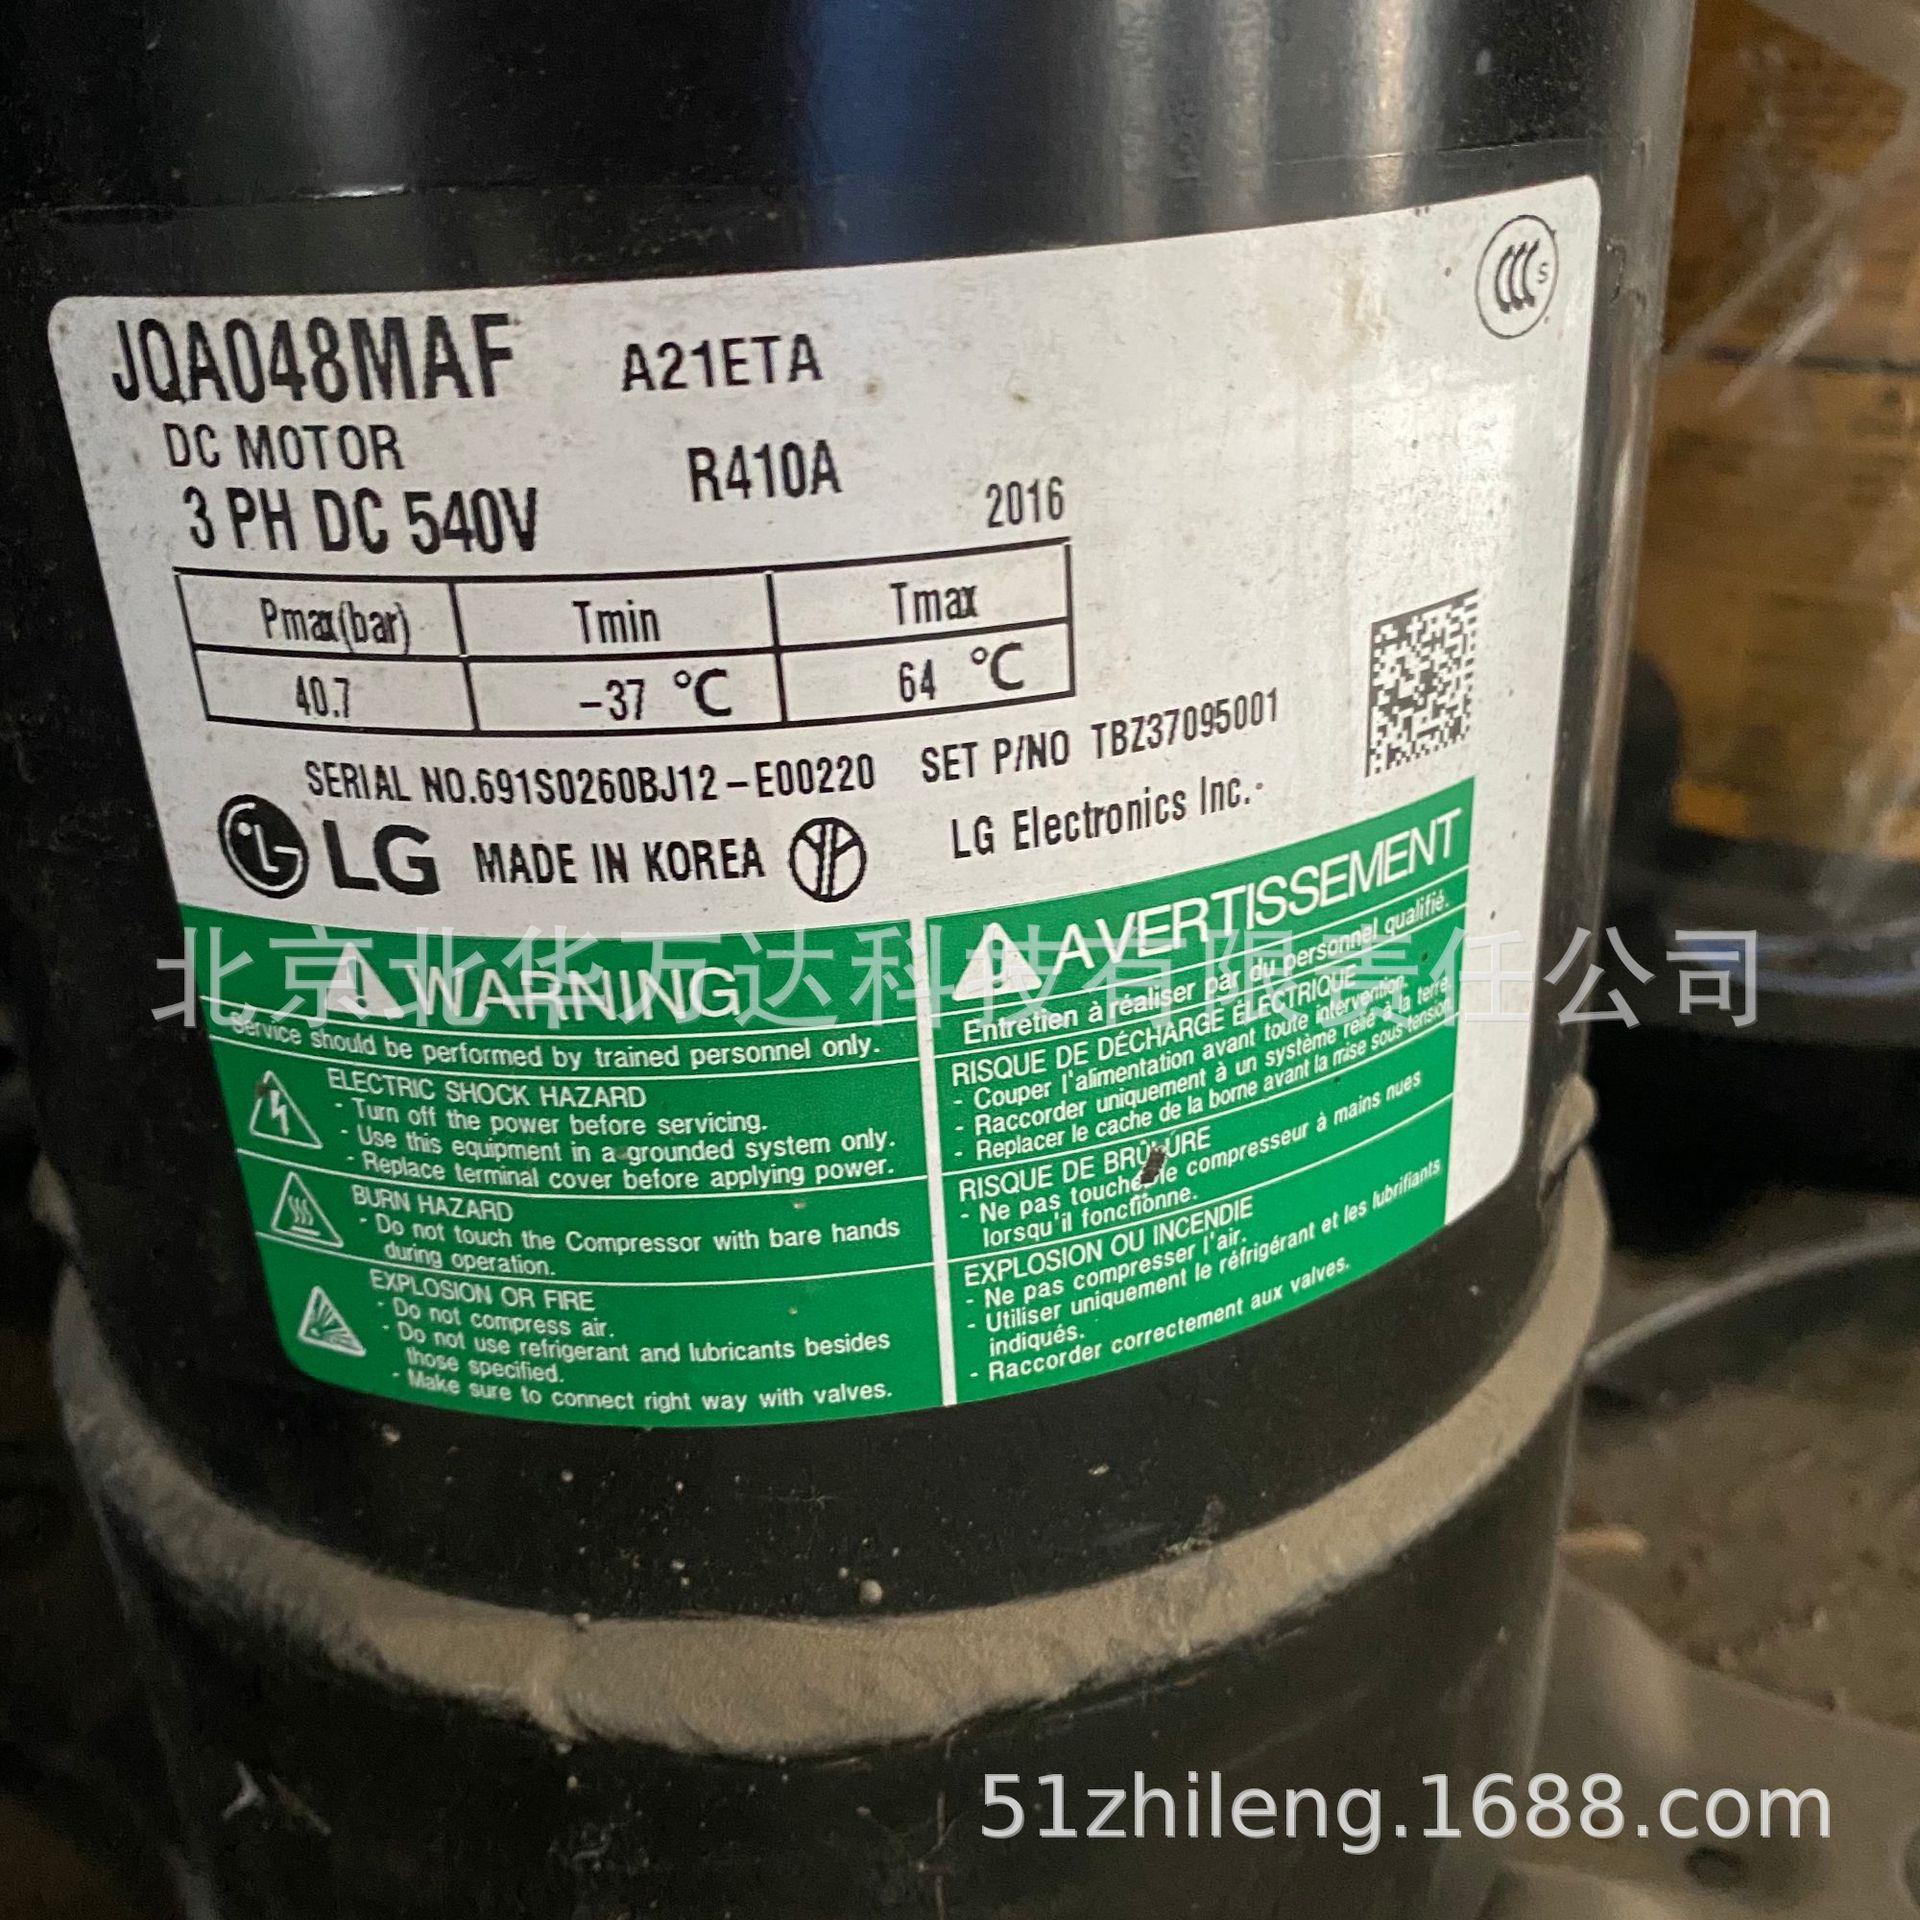 JQA048MAF A21ETA
DC MOTOR R410A
3 PH DC 540V 2016
Pmax(bar) Tmin Tmax
40.7 -37 ℃ 64 ℃
SERIAL NO.691S0260BJ12-E00220 SET P/NO TBZ37095001
LG MADE IN KOREA LG Electronics Inc.
WARNING
Service should be performed by trained personnel only.
ELECTRIC SHOCK HAZARD
- Turn off the power before servicing.
- Use this equipment in a grounded system only.
- Replace terminal cover before applying power.
BURN HAZARD
- Do not touch the Compressor with bare hands
during operation.
EXPLOSION OR FIRE
- Do not compress air.
- Do not use refrigerant and lubricants besides
those specified.
- Make sure to connect right way with valves.
AVERTISSEMENT
Entretien à réaliser par du personnel qualifié.
RISQUE DE DÉCHARGE ÉLECTRIQUE
- Couper l'alimentation avant toute intervention.
- Raccorder uniquement à un système relié à la terre.
- Replacer le cache de la borne avant la mise sous tension.
RISQUE DE BRÛLURE
- Ne pas toucher le compresseur à mains nues
lorsqu'il fonctionne.
EXPLOSION OU INCENDIE
- Ne pas compresser l'air.
- Utiliser uniquement le réfrigérant et les lubrifiants
indiqués.
- Raccorder correctement aux valves.
北京北华万达科技有限责任公司
51zhileng.1688.com